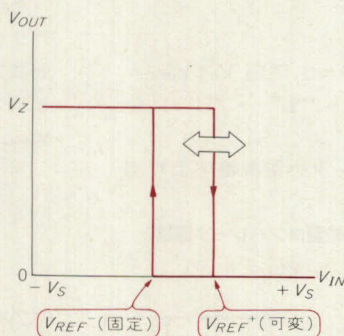 VOUT
VZ
0
− VS
+ VS
VIN
VREF⁻(固定)
VREF⁺(可変)